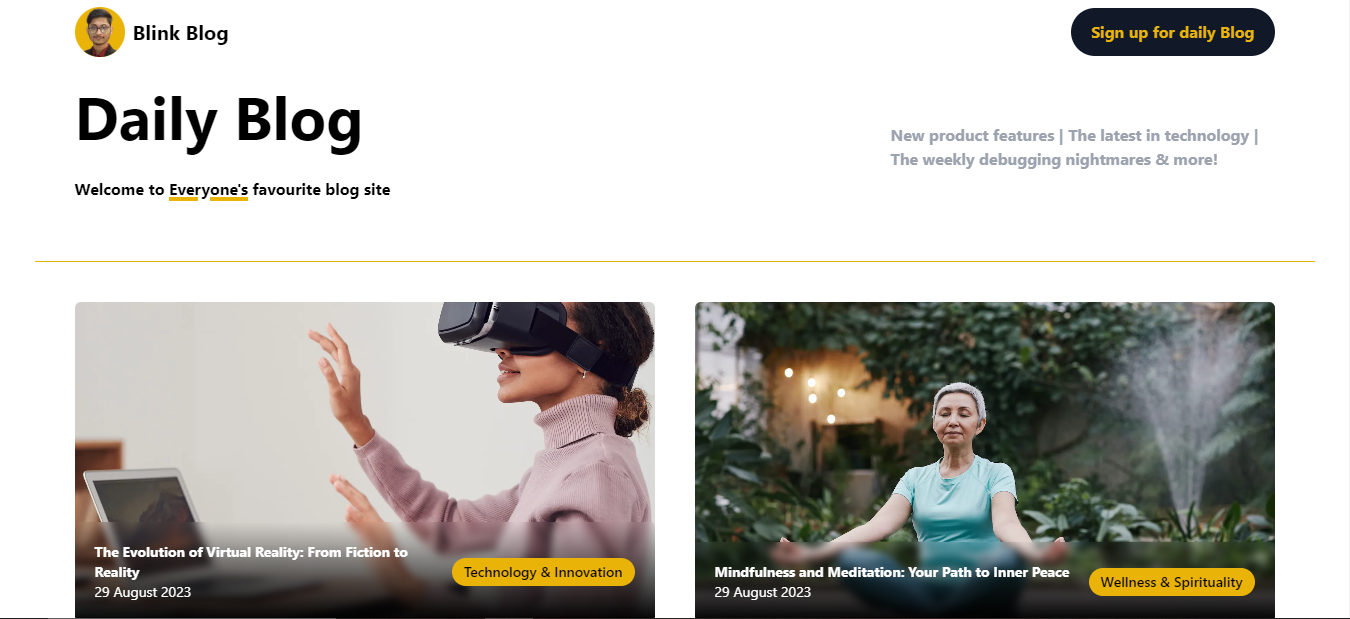 Blink Blog
Sign up for daily Blog
Daily Blog
New product features | The latest in technology |
The weekly debugging nightmares & more!
Welcome to Everyone's favourite blog site
The Evolution of Virtual Reality: From Fiction to
Reality
29 August 2023
Technology & Innovation
Mindfulness and Meditation: Your Path to Inner Peace
29 August 2023
Wellness & Spirituality